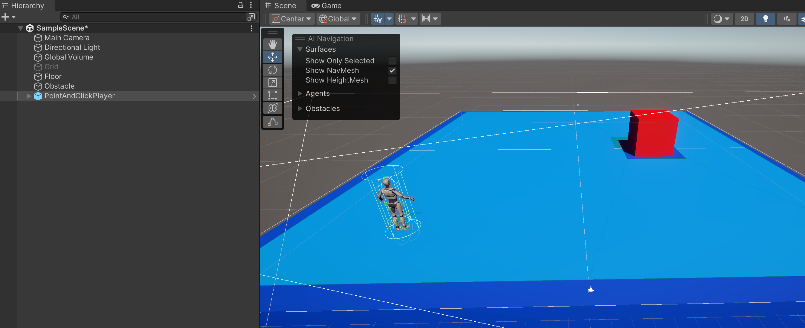 Hierarchy
All
SampleScene*
Main Camera
Directional Light
Global Volume
Grid
Floor
Obstacle
PointAndClickPlayer
Scene
Game
Center
Global
2D
AI Navigation
Surfaces
Show Only Selected
Show NavMesh
Show HeightMesh
Agents
Obstacles